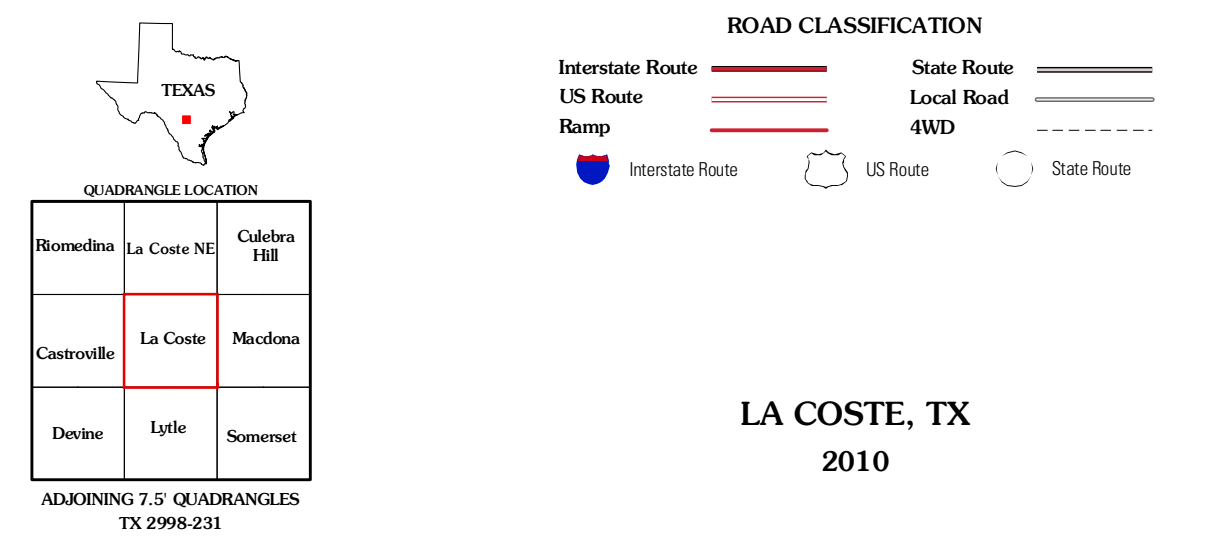 TEXAS
QUADRANGLE LOCATION
Riomedina
La Coste NE
Culebra
Hill
Castroville
La Coste
Macdona
Devine
Lytle
Somerset
ADJOINING 7.5' QUADRANGLES
TX 2998-231
ROAD CLASSIFICATION
Interstate Route
State Route
US Route
Local Road
Ramp
4WD
Interstate Route
US Route
State Route
LA COSTE, TX
2010